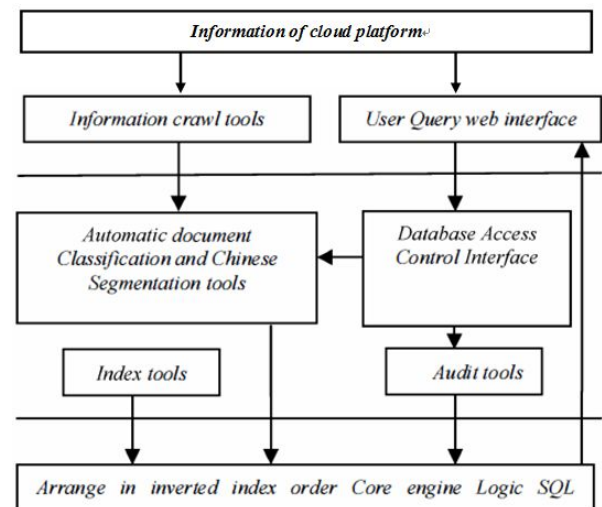 Information of cloud platform↵
Information crawl tools
User Query web interface
Automatic document
Classification and Chinese
Segmentation tools
Database Access
Control Interface
Index tools
Audit tools
Arrange in inverted index order Core engine Logic SQL